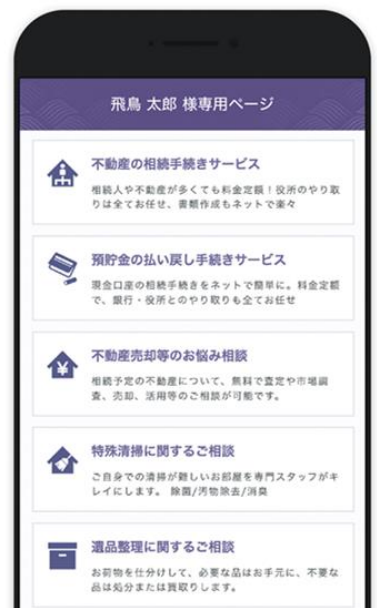 飛鳥 太郎 様専用ページ
不動産の相続手続きサービス
相続人や不動産が多くても料金定額！役所のやり取
りは全てお任せ、書類作成もネットで楽々
預貯金の払い戻し手続きサービス
現金口座の相続手続きをネットで簡単に。料金定額
で、銀行・役所とのやり取りも全てお任せ
不動産売却等のお悩み相談
相続予定の不動産について、無料で査定や市場調
査、売却、活用等のご相談が可能です。
特殊清掃に関するご相談
ご自身での清掃が難しいお部屋を専門スタッフがキ
レイにします。 除菌/汚物除去/消臭
遺品整理に関するご相談
お荷物を仕分けして、必要な品はお手元に、不要な
品は処分または買取りします。